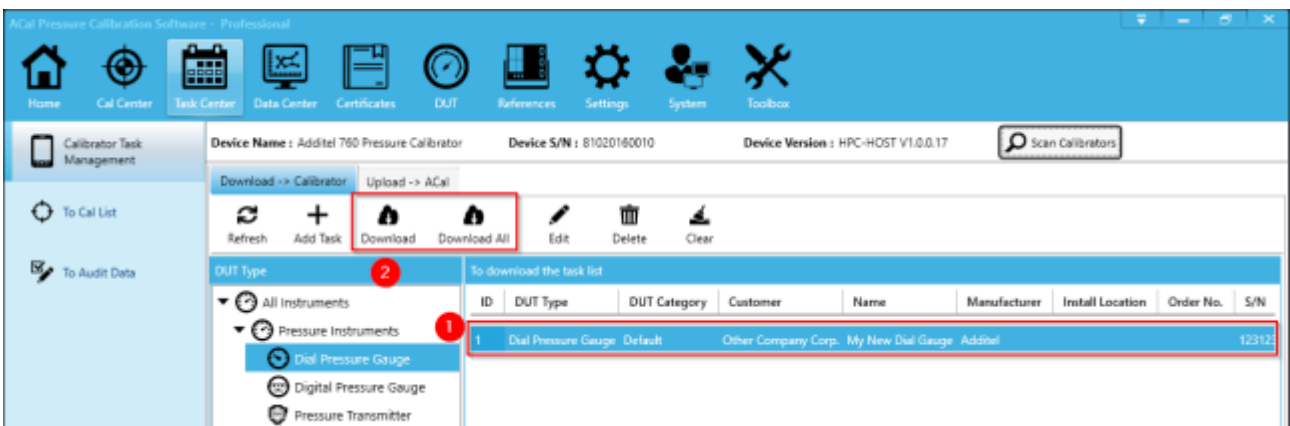 ACal Pressure Calibration Software - Professional
Home Cal Center Task Center Data Center Certificates DUT References Settings System Toolbox
Calibrator Task Management
Device Name : Additel 760 Pressure Calibrator Device S/N : 81020160010 Device Version : HPC-HOST V1.0.0.17 Scan Calibrators
Download -> Calibrator Upload -> ACal
To Cal List
Refresh Add Task Download Download All Edit Delete Clear
To Audit Data
DUT Type 2 To download the task list
All Instruments
ID DUT Type DUT Category Customer Name Manufacturer Install Location Order No. S/N
Pressure Instruments 1
1 Dial Pressure Gauge Default Other Company Corp. My New Dial Gauge Additel 123123
Dial Pressure Gauge
Digital Pressure Gauge
Pressure Transmitter